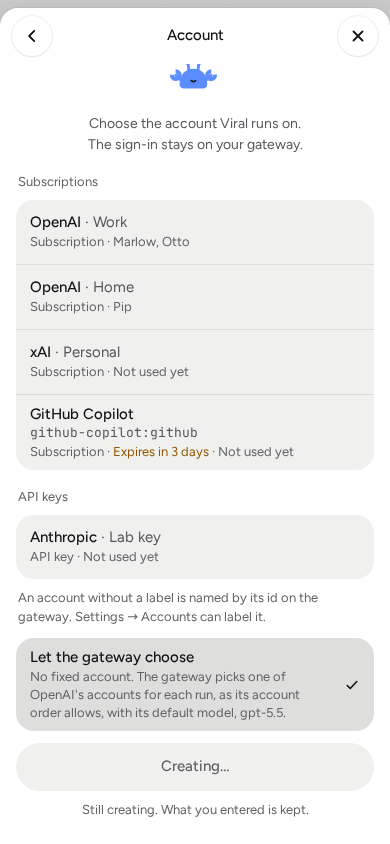 Account
Choose the account Viral runs on.
The sign-in stays on your gateway.
Subscriptions
OpenAI · Work
Subscription · Marlow, Otto
OpenAI · Home
Subscription · Pip
xAI · Personal
Subscription · Not used yet
GitHub Copilot
github-copilot:github
Subscription · Expires in 3 days · Not used yet
API keys
Anthropic · Lab key
API key · Not used yet
An account without a label is named by its id on the
gateway. Settings → Accounts can label it.
Let the gateway choose
No fixed account. The gateway picks one of
OpenAI's accounts for each run, as its account
order allows, with its default model, gpt-5.5.
Creating...
Still creating. What you entered is kept.